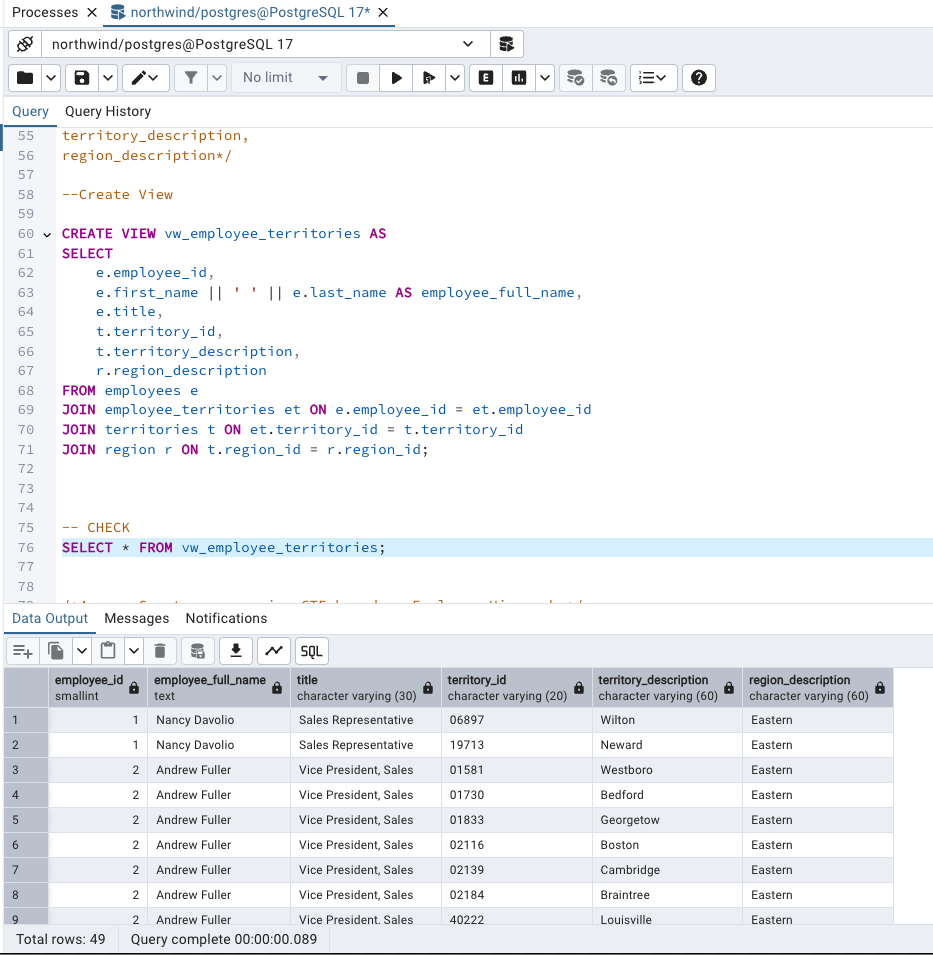 Processes
northwind/postgres@PostgreSQL 17*
northwind/postgres@PostgreSQL 17
No limit
E
Query Query History
55 territory_description,
56 region_description*/
57
58 --Create View
59
60 CREATE VIEW vw_employee_territories AS
61 SELECT
62 e.employee_id,
63 e.first_name || ' ' || e.last_name AS employee_full_name,
64 e.title,
65 t.territory_id,
66 t.territory_description,
67 r.region_description
68 FROM employees e
69 JOIN employee_territories et ON e.employee_id = et.employee_id
70 JOIN territories t ON et.territory_id = t.territory_id
71 JOIN region r ON t.region_id = r.region_id;
72
73
74
75 -- CHECK
76 SELECT * FROM vw_employee_territories;
77
78
Data Output Messages Notifications
SQL
employee_id employee_full_name title territory_id territory_description region_description
smallint text character varying (30) character varying (20) character varying (60) character varying (60)
1 1 Nancy Davolio Sales Representative 06897 Wilton Eastern
2 1 Nancy Davolio Sales Representative 19713 Neward Eastern
3 2 Andrew Fuller Vice President, Sales 01581 Westboro Eastern
4 2 Andrew Fuller Vice President, Sales 01730 Bedford Eastern
5 2 Andrew Fuller Vice President, Sales 01833 Georgetow Eastern
6 2 Andrew Fuller Vice President, Sales 02116 Boston Eastern
7 2 Andrew Fuller Vice President, Sales 02139 Cambridge Eastern
8 2 Andrew Fuller Vice President, Sales 02184 Braintree Eastern
9 2 Andrew Fuller Vice President, Sales 40222 Louisville Eastern
Total rows: 49 Query complete 00:00:00.089